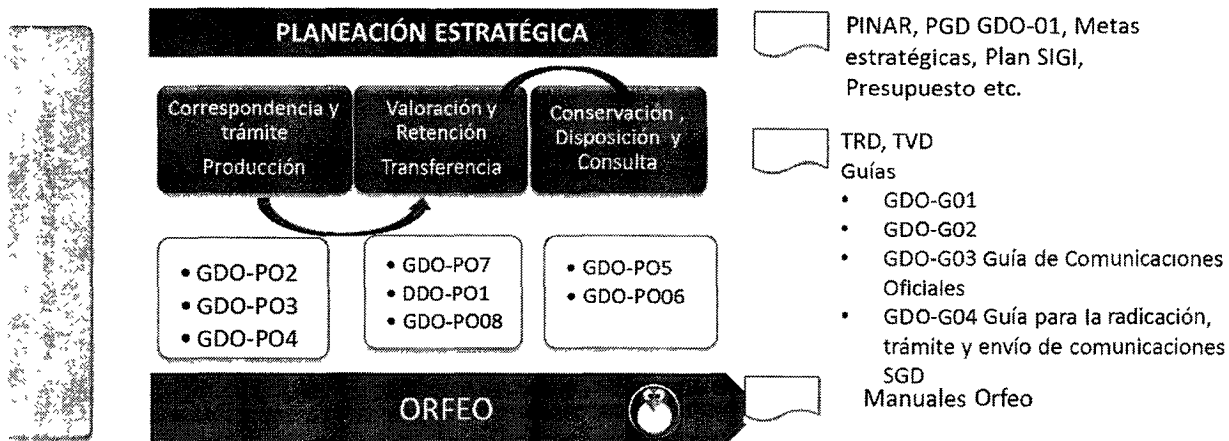 PLANEACIÓN ESTRATÉGICA
Correspondencia y
trámite
Producción
Valoración y
Retención
Transferencia
Conservación ,
Disposición y
Consulta
• GDO-PO2
• GDO-PO3
• GDO-PO4
• GDO-PO7
• DDO-PO1
• GDO-PO08
• GDO-PO5
• GDO-PO06
ORFEO
PINAR, PGD GDO-01, Metas
estratégicas, Plan SIGI,
Presupuesto etc.
TRD, TVD
Guías
• GDO-G01
• GDO-G02
• GDO-G03 Guía de Comunicaciones
Oficiales
• GDO-G04 Guía para la radicación,
trámite y envío de comunicaciones
SGD
Manuales Orfeo